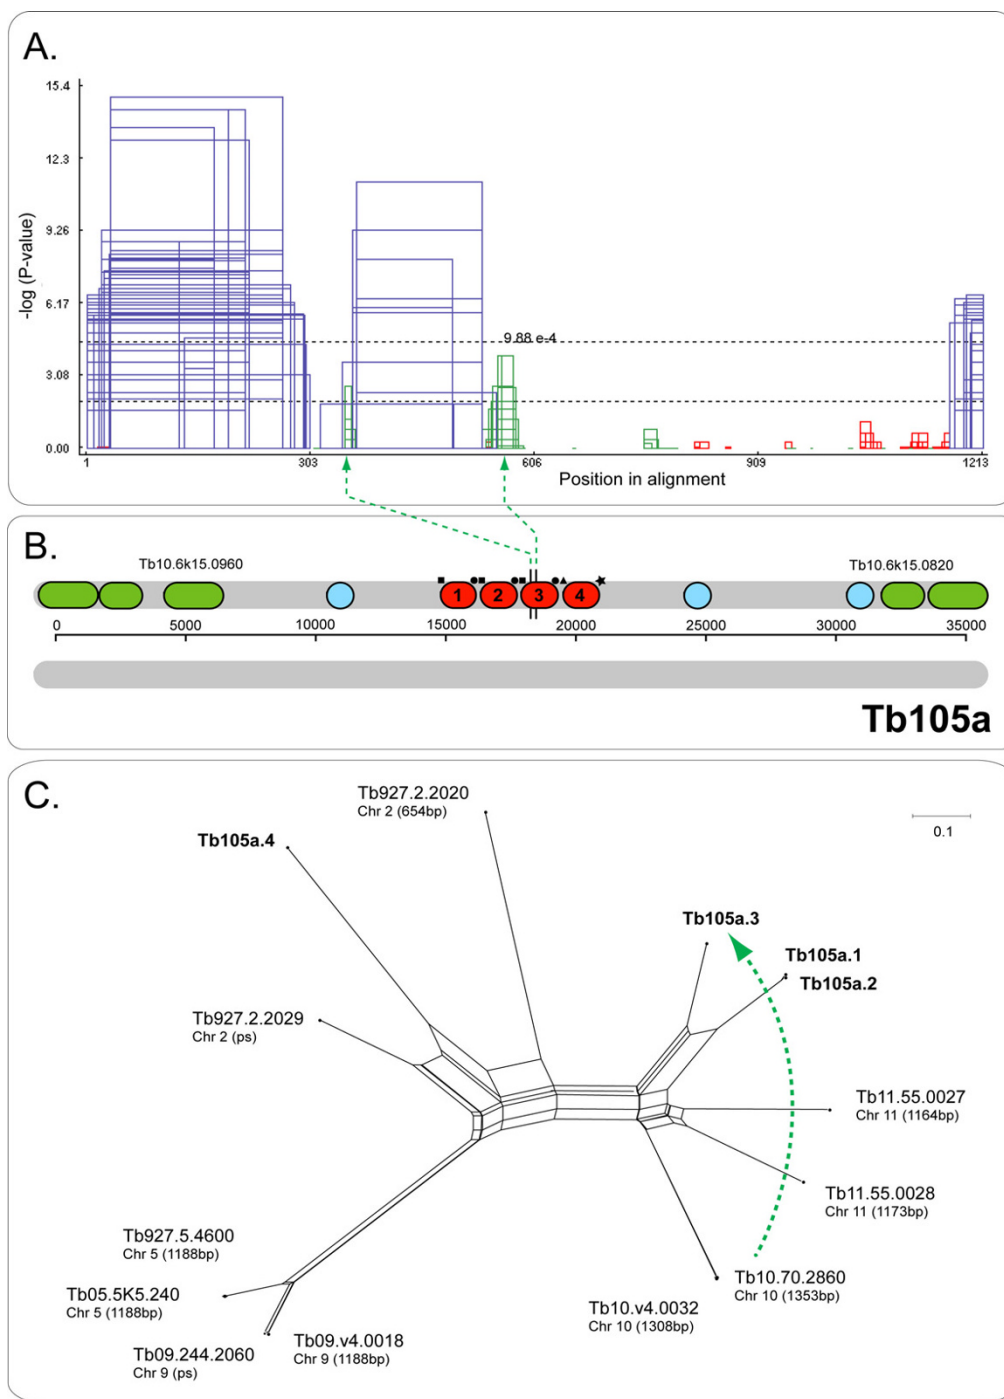 A.
15.4
12.3
9.26
6.17
3.08
0.00
-log (P-value)
9.88 e-4
1 303 606 909 1213
Position in alignment
B.
Tb10.6k15.0960
Tb10.6k15.0820
1 2 3 4
0 5000 10000 15000 20000 25000 30000 35000
Tb105a
C.
Tb927.2.2020
Chr 2 (654bp)
0.1
Tb105a.4
Tb105a.3
Tb105a.1
Tb105a.2
Tb927.2.2029
Chr 2 (ps)
Tb11.55.0027
Chr 11 (1164bp)
Tb11.55.0028
Chr 11 (1173bp)
Tb927.5.4600
Chr 5 (1188bp)
Tb10.70.2860
Chr 10 (1353bp)
Tb05.5K5.240
Chr 5 (1188bp)
Tb10.v4.0032
Chr 10 (1308bp)
Tb09.v4.0018
Chr 9 (1188bp)
Tb09.244.2060
Chr 9 (ps)